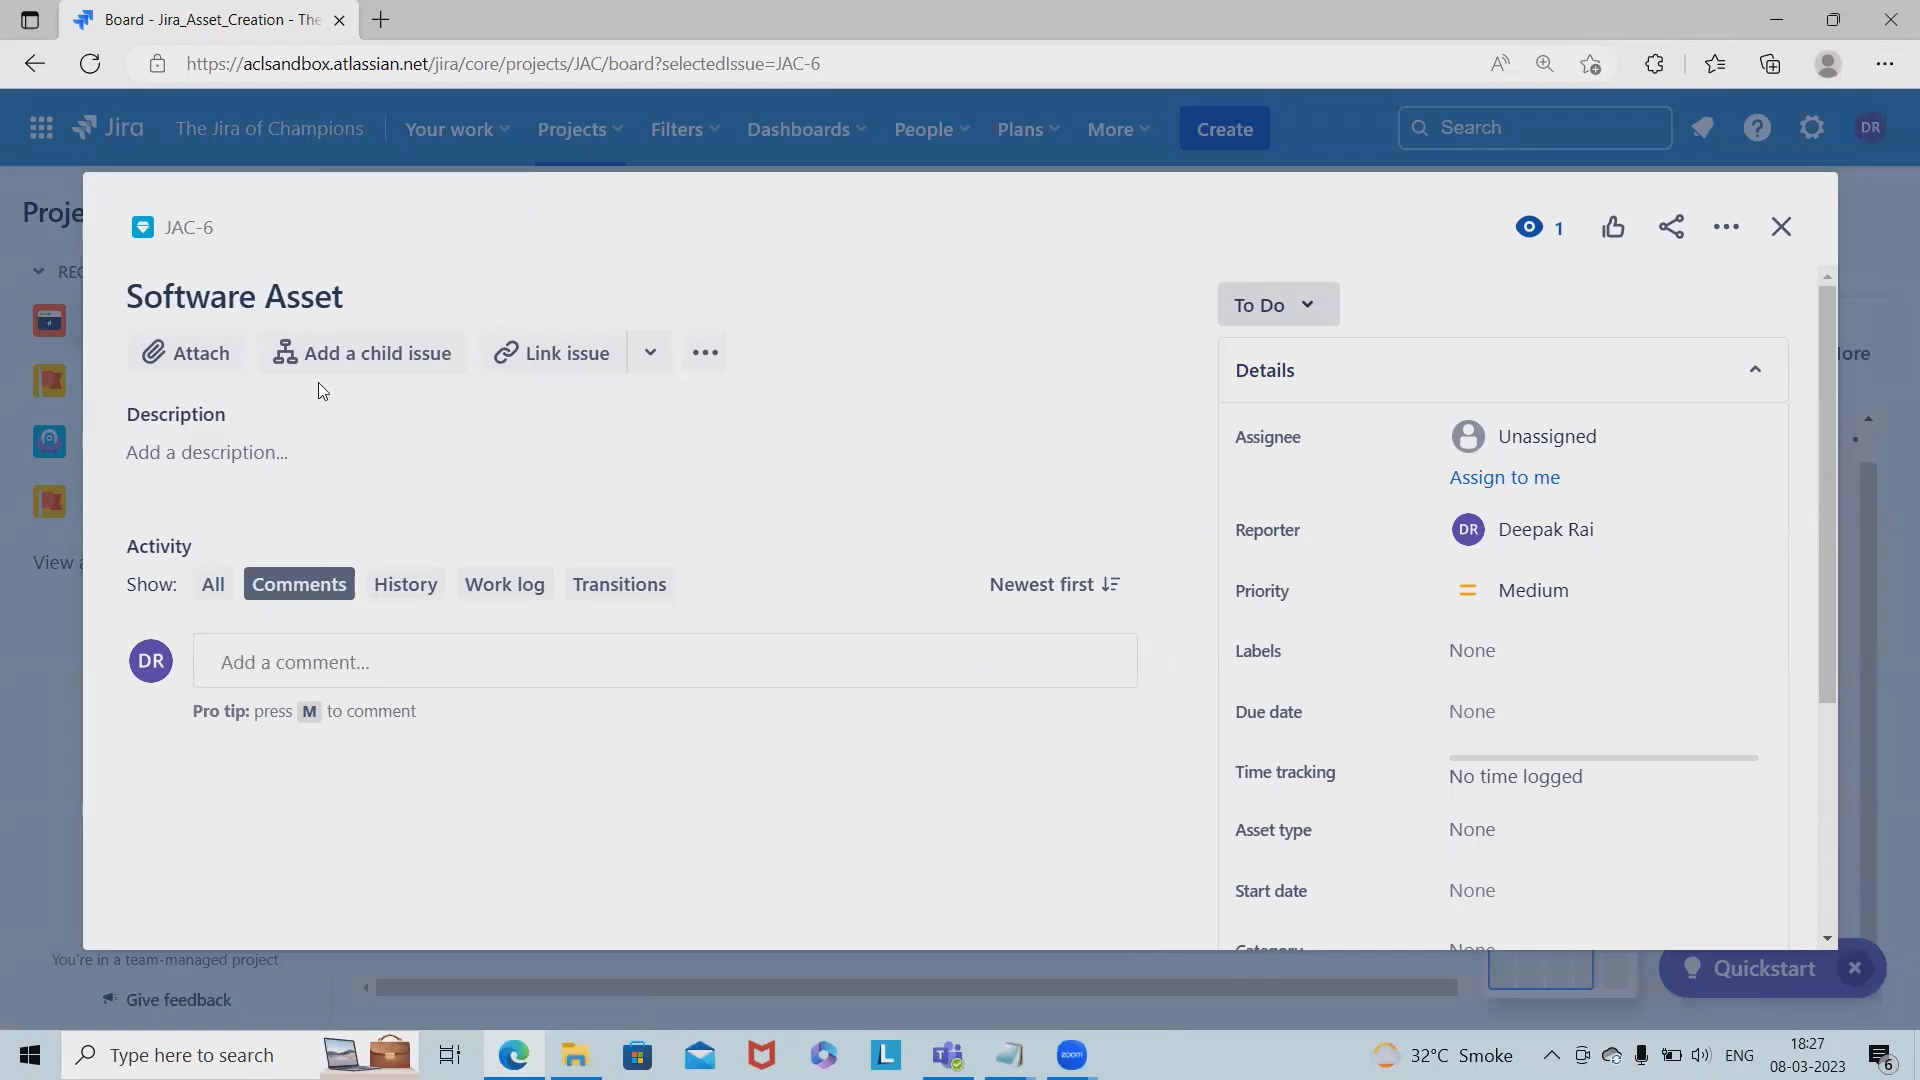 Board - Jira_Asset_Creation - The
https://aclsandbox.atlassian.net/jira/core/projects/JAC/board?selectedIssue=JAC-6
Jira The Jira of Champions Your work Projects Filters Dashboards People Plans More Create Search DR
Proje
JAC-6 1
REC
Software Asset
To Do
Attach Add a child issue Link issue
Details
Description
Add a description...
Assignee Unassigned
Assign to me
Reporter DR Deepak Rai
Activity
Show: All Comments History Work log Transitions Newest first
Priority Medium
DR Add a comment...
Labels None
Pro tip: press M to comment
Due date None
Time tracking No time logged
Asset type None
Start date None
Category None
View a
You're in a team-managed project
Give feedback
Quickstart
Type here to search
L
zoom
32°C Smoke
ENG
18:27
08-03-2023
6